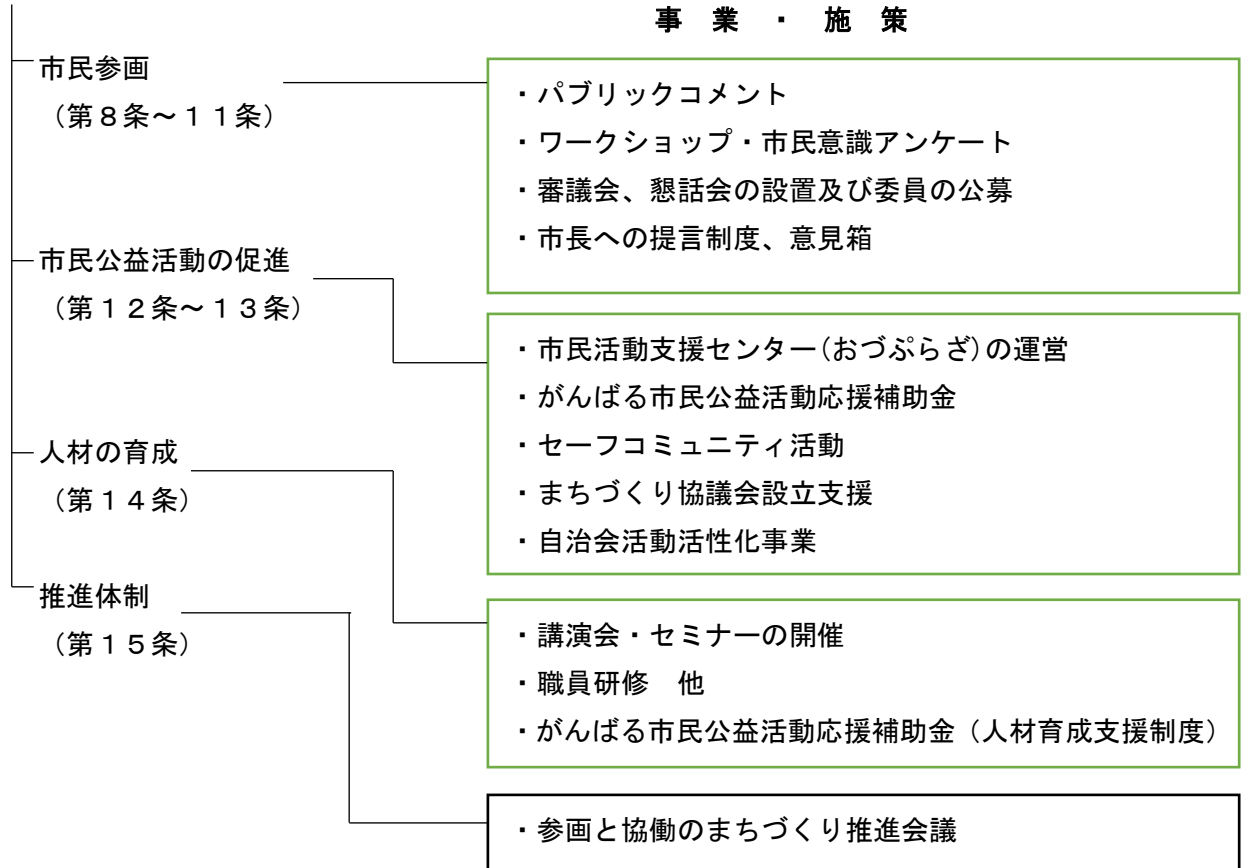 事 業 ・ 施 策
市民参画
（第８条～１１条）
・パブリックコメント
・ワークショップ・市民意識アンケート
・審議会、懇話会の設置及び委員の公募
・市長への提言制度、意見箱
市民公益活動の促進
（第１２条～１３条）
・市民活動支援センター(おづぷらざ)の運営
・がんばる市民公益活動応援補助金
・セーフコミュニティ活動
・まちづくり協議会設立支援
・自治会活動活性化事業
人材の育成
（第１４条）
・講演会・セミナーの開催
・職員研修　他
・がんばる市民公益活動応援補助金（人材育成支援制度）
推進体制
（第１５条）
・参画と協働のまちづくり推進会議